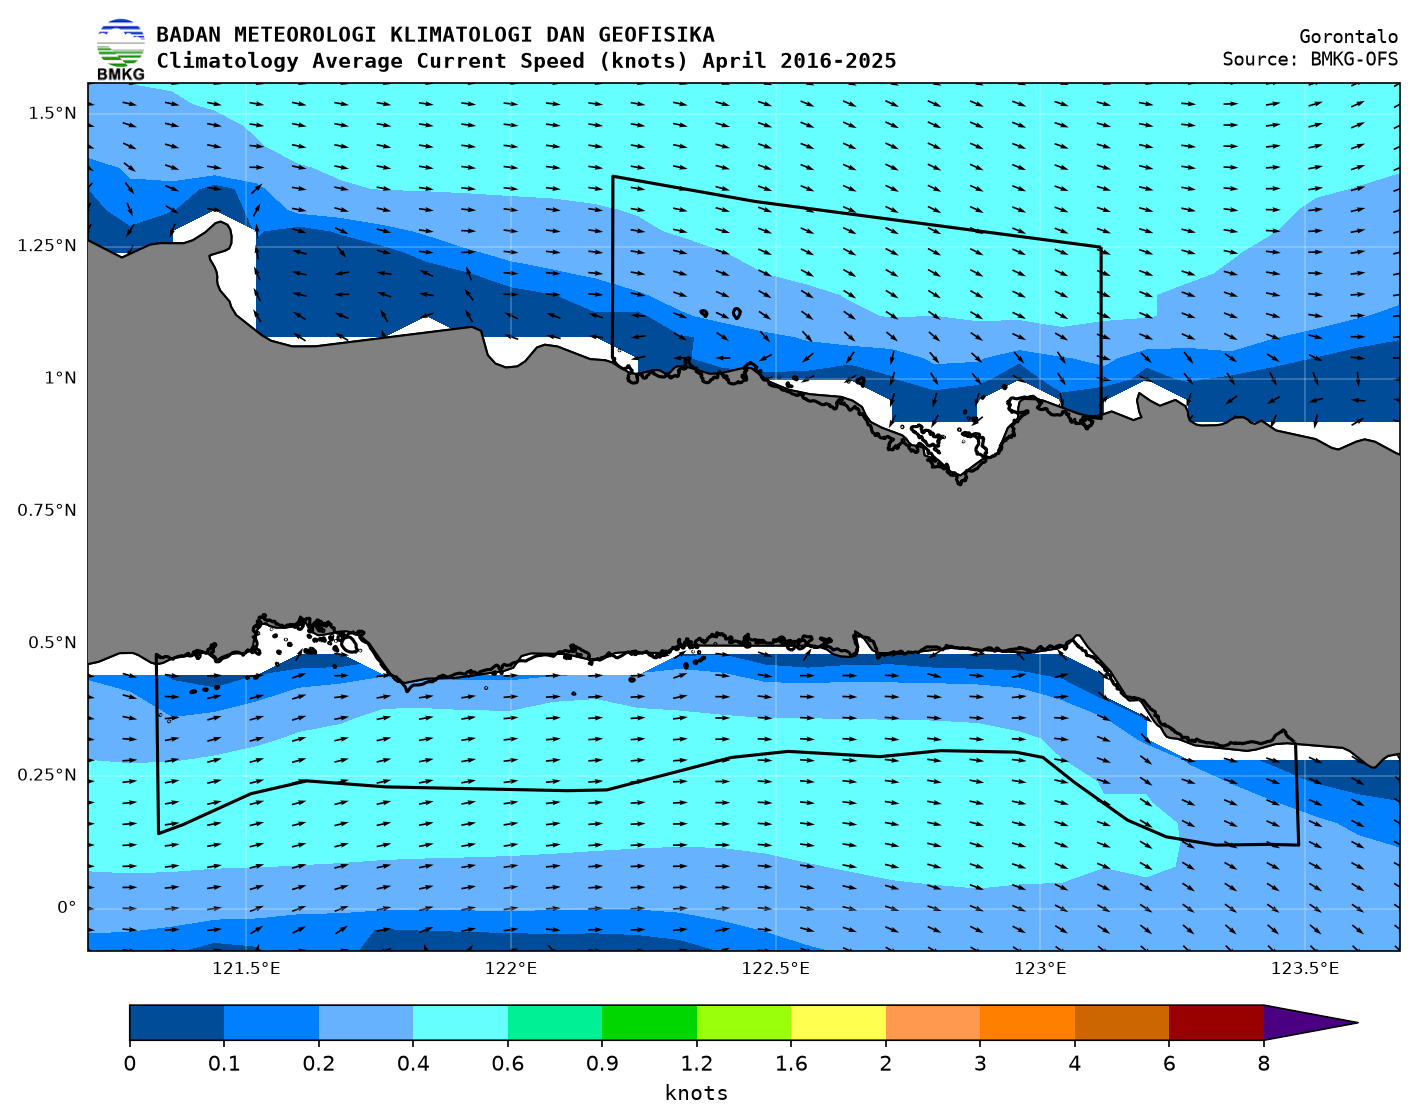 BMKG
BADAN METEOROLOGI KLIMATOLOGI DAN GEOFISIKA
Climatology Average Current Speed (knots) April 2016-2025
Gorontalo
Source: BMKG-OFS
1.5°N
1.25°N
1°N
0.75°N
0.5°N
0.25°N
0°
121.5°E 122°E 122.5°E 123°E 123.5°E
0 0.1 0.2 0.4 0.6 0.9 1.2 1.6 2 3 4 6 8
knots